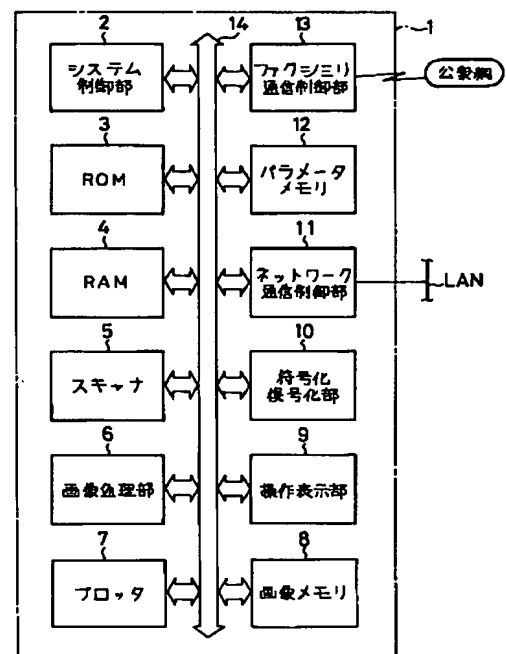 2
14
13
1
システム
制御部
ファクシミリ
通信制御部
公衆網
3
12
ROM
パラメータ
メモリ
4
11
RAM
ネットワーク
通信制御部
LAN
5
10
スキャナ
符号化
復号化部
6
9
画像処理部
操作表示部
7
8
プロッタ
画像メモリ